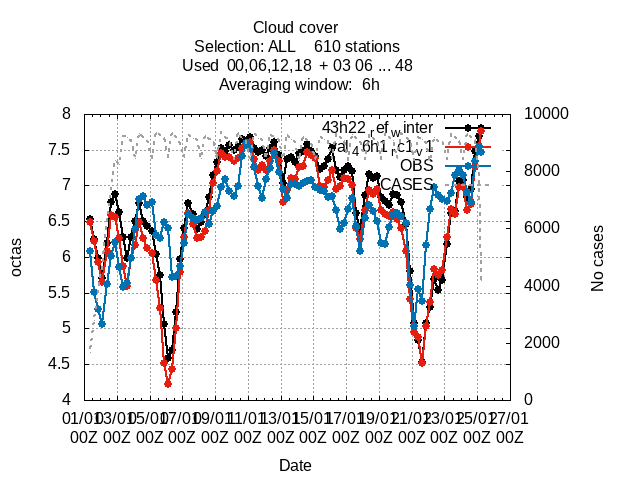 Cloud cover
Selection: ALL 610 stations
Used 00,06,12,18 + 03 06 ... 48
Averaging window: 6h
8 10000
43h22_ref_winter
7.5 val_46h1_rc1_v1
OBS 8000
7 CASES
6.5
6 6000
octas No cases
5.5 4000
5
2000
4.5
4 0
01/01 03/01 05/01 07/01 09/01 11/01 13/01 15/01 17/01 19/01 21/01 23/01 25/01 27/01
00Z 00Z 00Z 00Z 00Z 00Z 00Z 00Z 00Z 00Z 00Z 00Z 00Z 00Z
Date